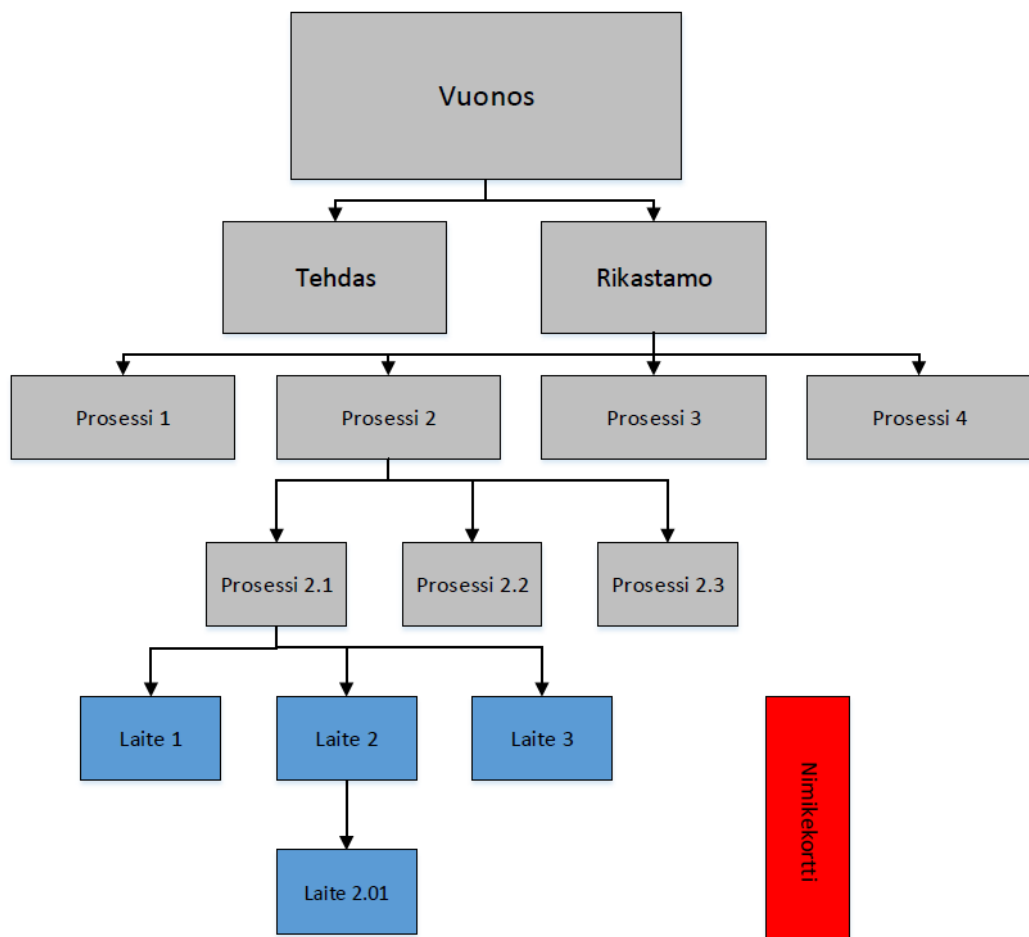 Vuonos
Tehdas
Rikastamo
Prosessi 1
Prosessi 2
Prosessi 3
Prosessi 4
Prosessi 2.1
Prosessi 2.2
Prosessi 2.3
Laite 1
Laite 2
Laite 3
Nimikekortti
Laite 2.01